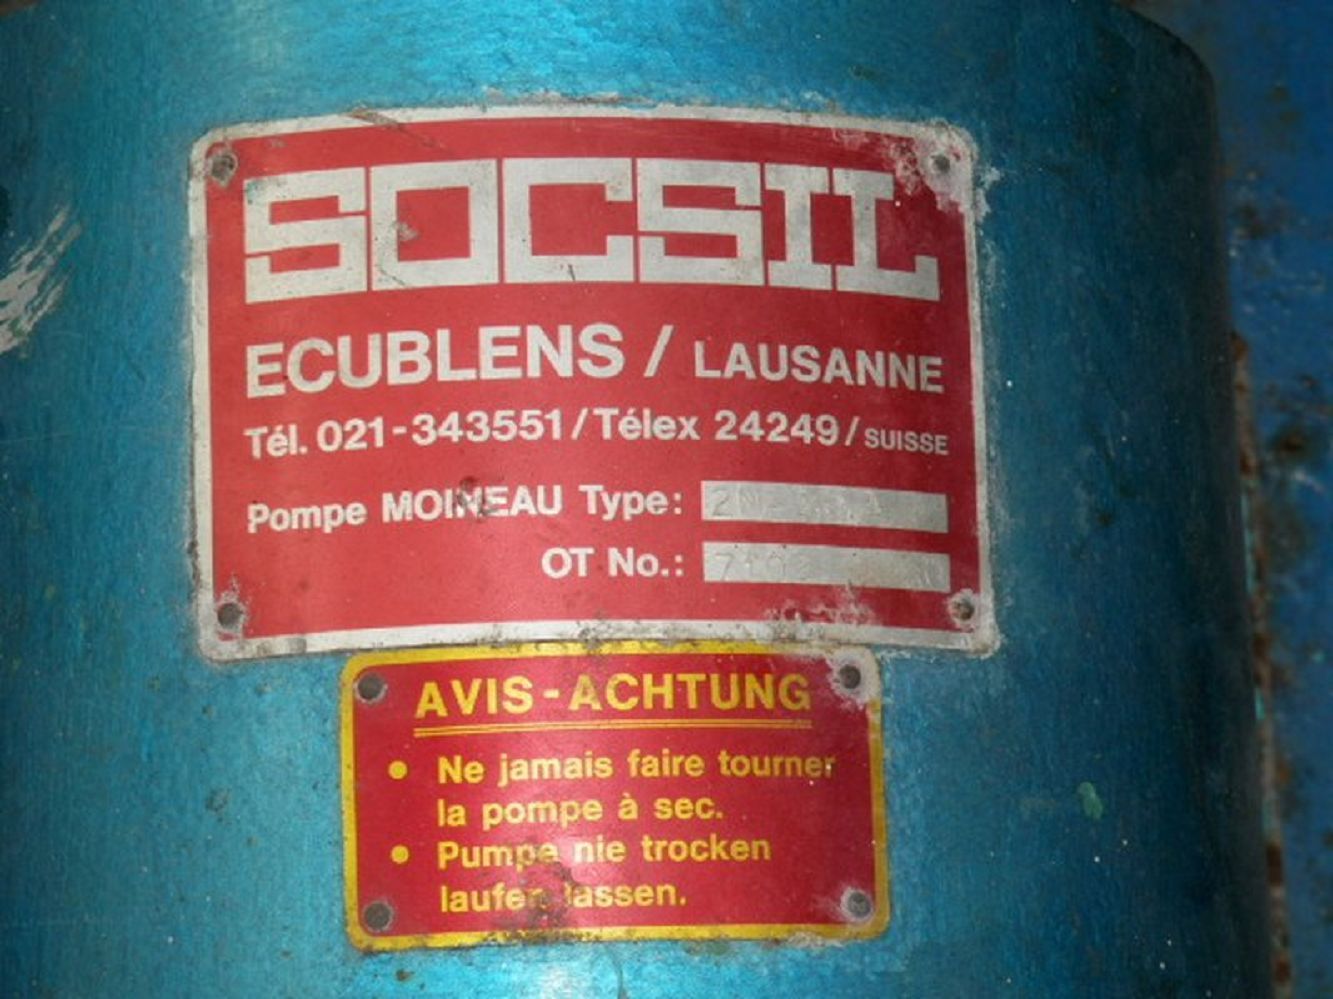 SOCSIL
ECUBLENS / LAUSANNE
Tél. 021-343551/Télex 24249/SUISSE
Pompe MOINEAU Type:
OT No.:
AVIS-ACHTUNG
• Ne jamais faire tourner
la pompe à sec.
• Pumpe nie trocken
laufen lassen.